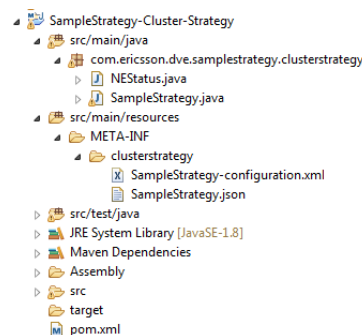 SampleStrategy-Cluster-Strategy
src/main/java
com.ericsson.dve.samplestrategy.clusterstrategy
NEStatus.java
SampleStrategy.java
src/main/resources
META-INF
clusterstrategy
SampleStrategy-configuration.xml
SampleStrategy.json
src/test/java
JRE System Library [JavaSE-1.8]
Maven Dependencies
Assembly
src
target
pom.xml